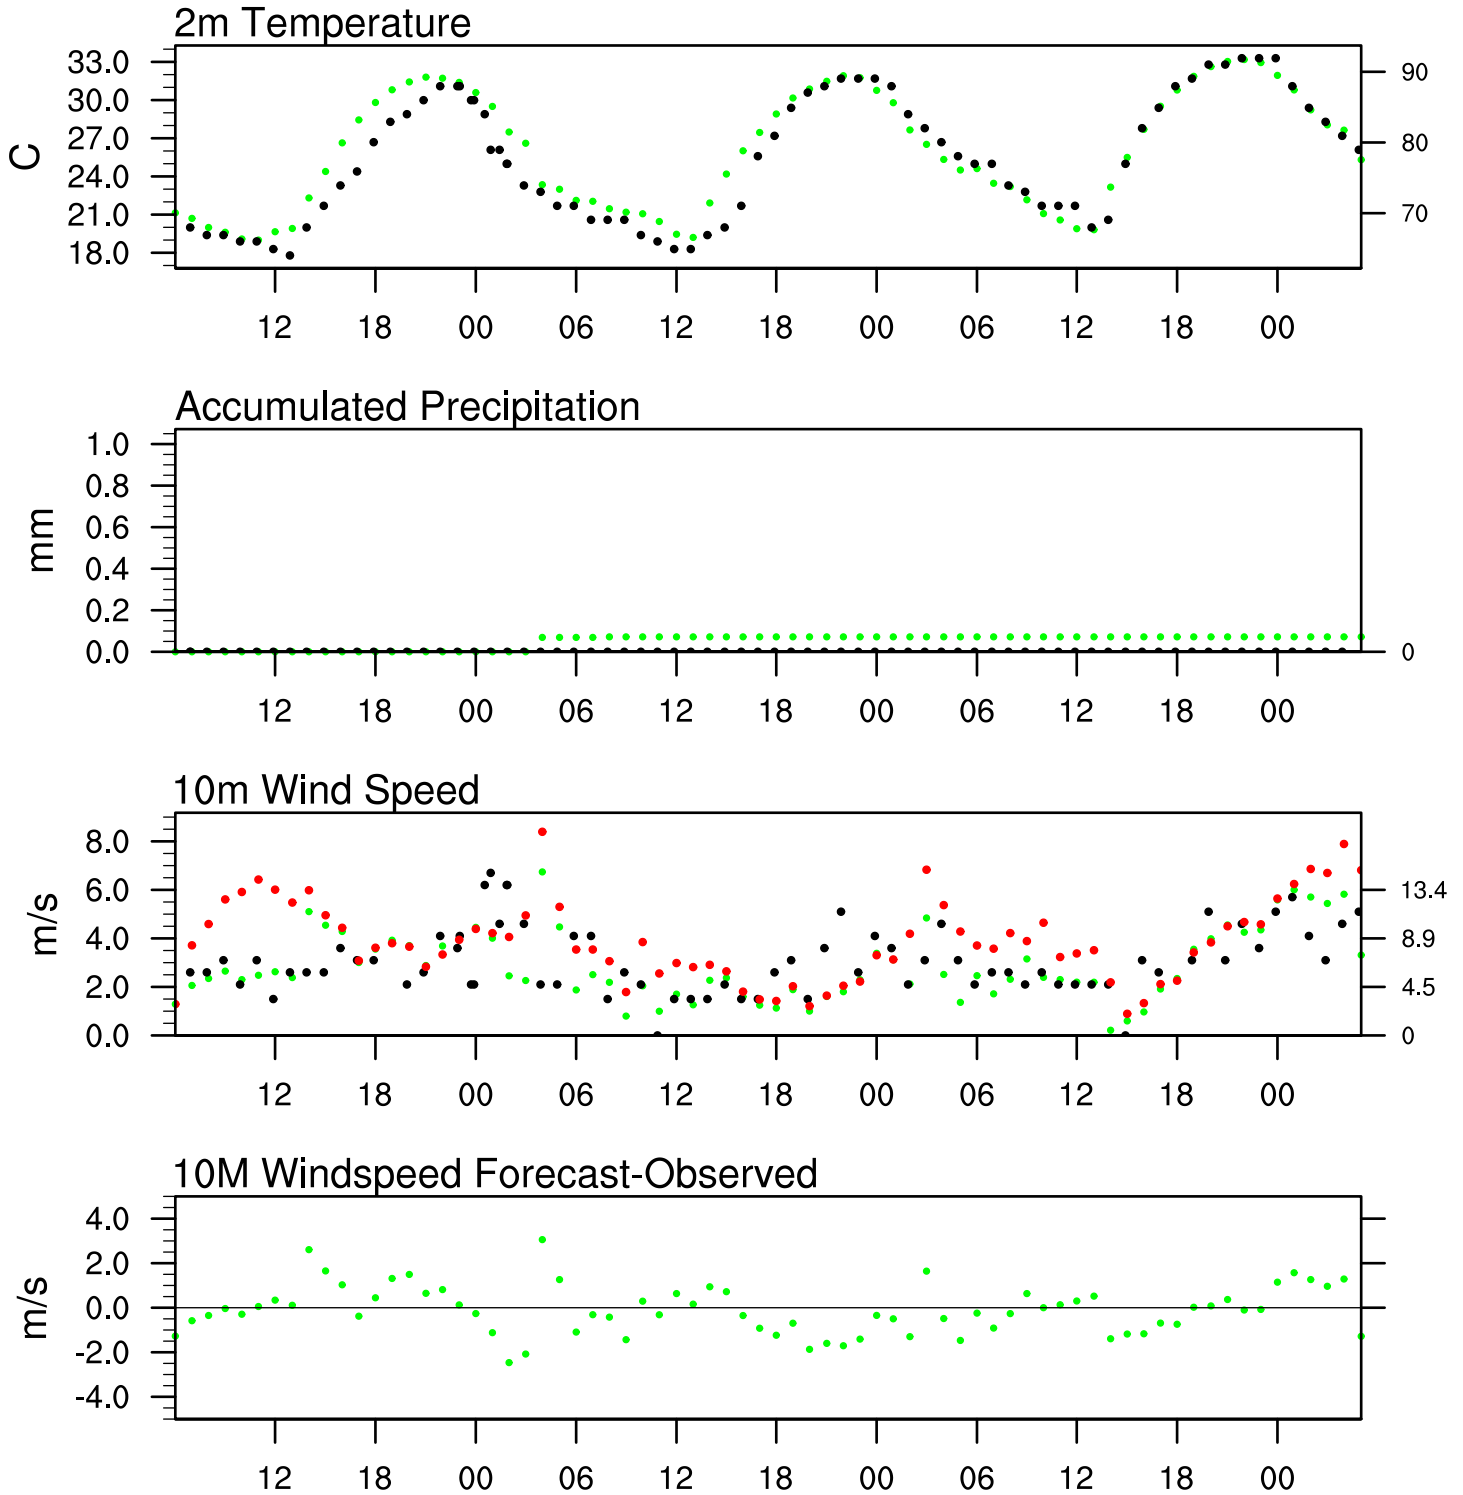 2m Temperature
33.0
30.0
27.0
24.0
21.0
18.0
C
90
80
70
12 18 00 06 12 18 00 06 12 18 00
Accumulated Precipitation
1.0
0.8
0.6
0.4
0.2
0.0
mm
0
12 18 00 06 12 18 00 06 12 18 00
10m Wind Speed
8.0
6.0
4.0
2.0
0.0
m/s
13.4
8.9
4.5
0
12 18 00 06 12 18 00 06 12 18 00
10M Windspeed Forecast-Observed
4.0
2.0
0.0
-2.0
-4.0
m/s
12 18 00 06 12 18 00 06 12 18 00